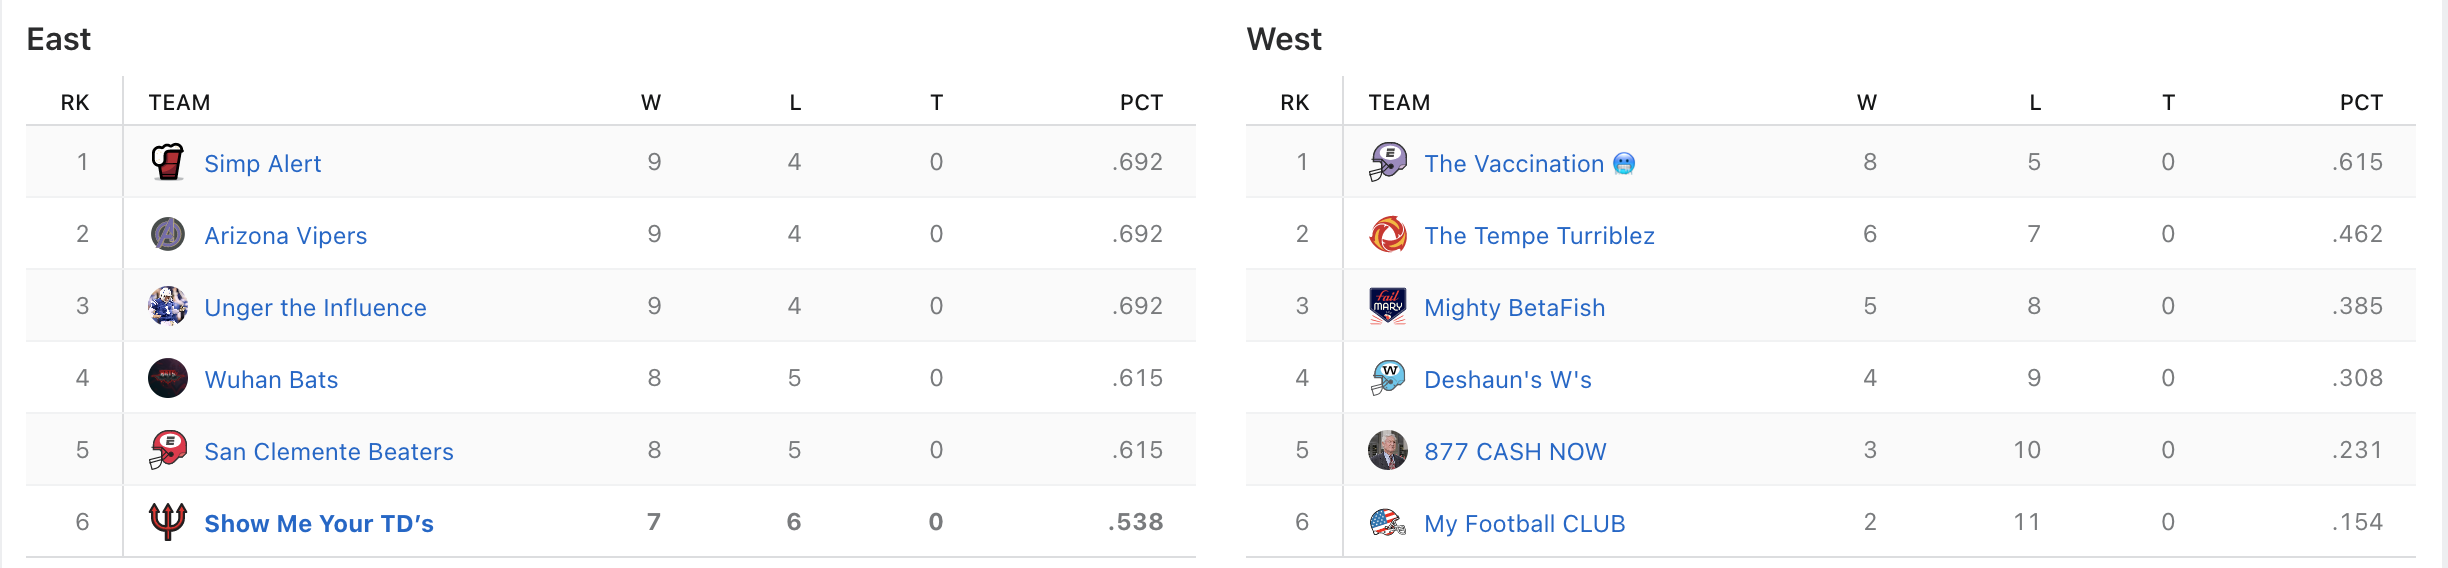 East
RK TEAM W L T PCT
1 Simp Alert 9 4 0 .692
2 Arizona Vipers 9 4 0 .692
3 Unger the Influence 9 4 0 .692
4 Wuhan Bats 8 5 0 .615
5 San Clemente Beaters 8 5 0 .615
6 Show Me Your TD’s 7 6 0 .538
West
RK TEAM W L T PCT
1 E The Vaccination 🥶 8 5 0 .615
2 The Tempe Turriblez 6 7 0 .462
3 fail MARY Mighty BetaFish 5 8 0 .385
4 W Deshaun's W's 4 9 0 .308
5 877 CASH NOW 3 10 0 .231
6 My Football CLUB 2 11 0 .154